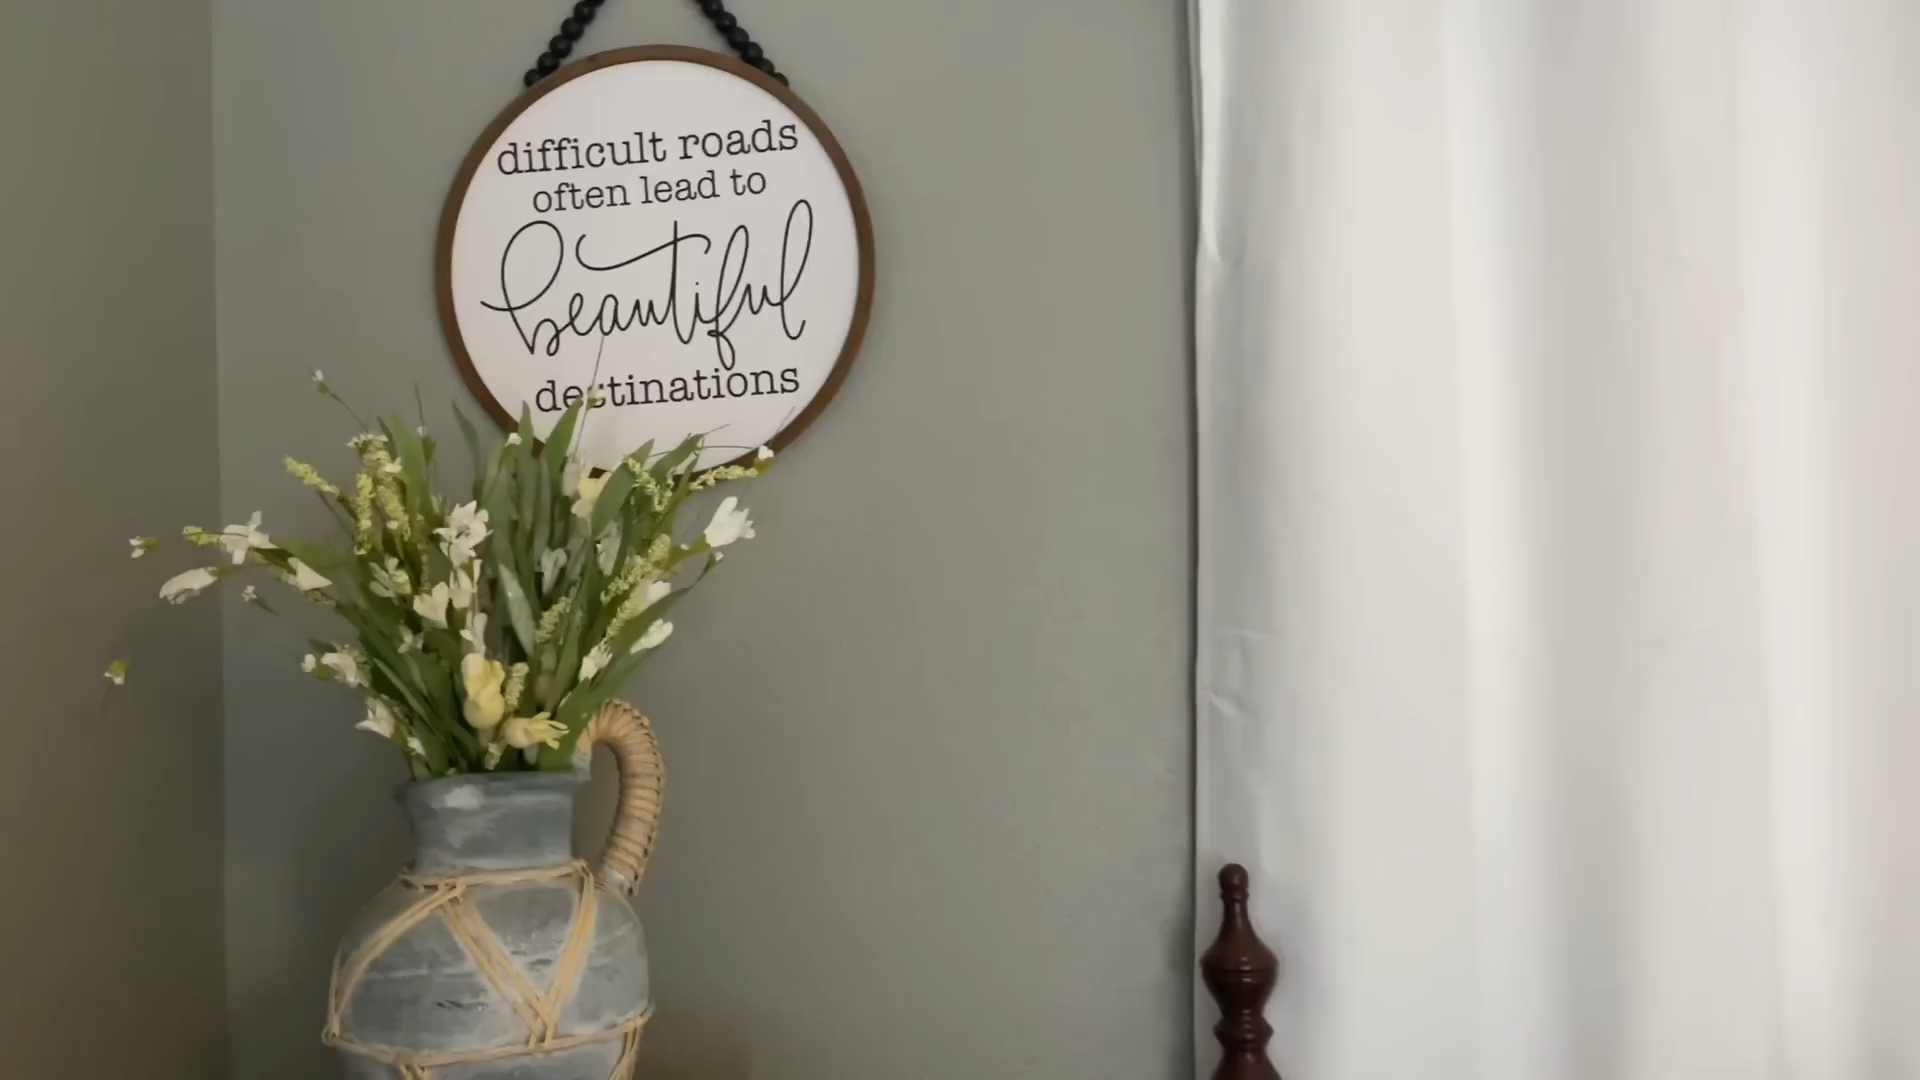 difficult roads
often lead to
beautiful
destinations